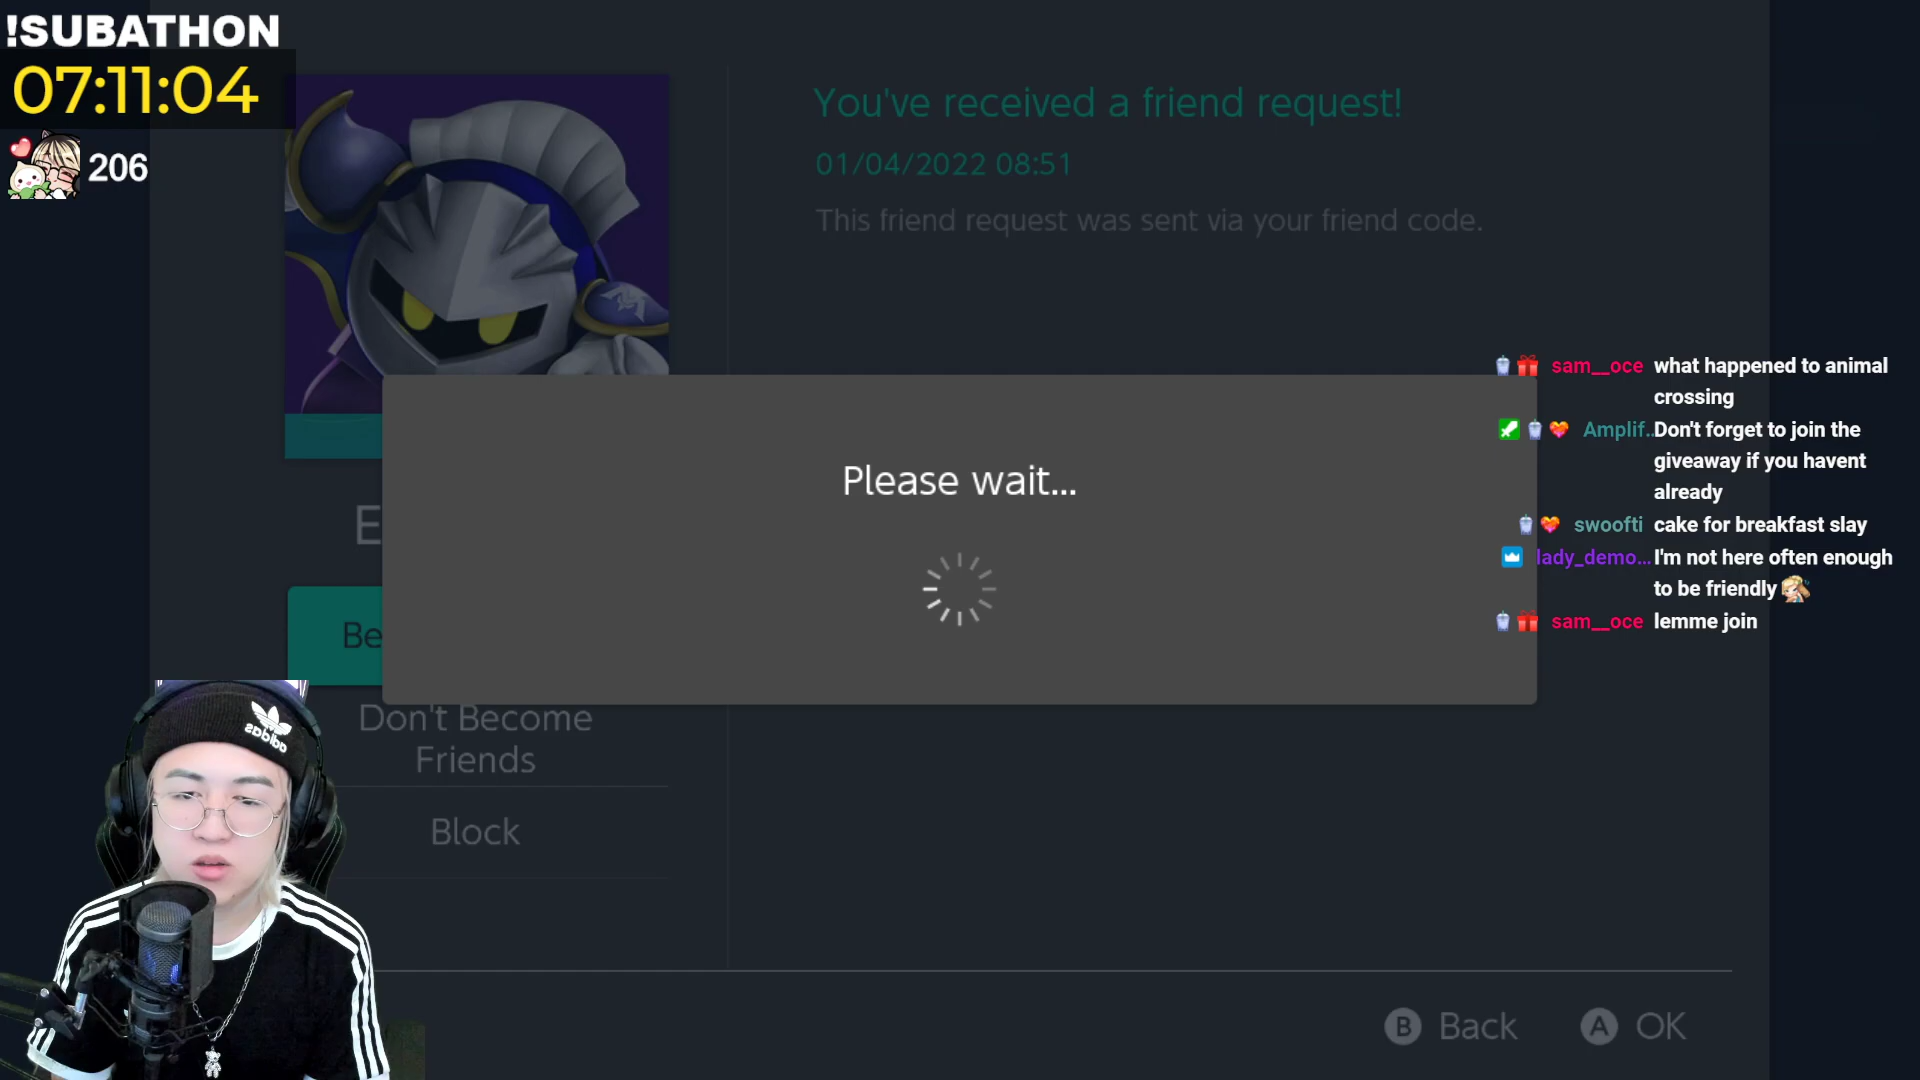 !SUBATHON
07:11:04
206
You've received a friend request!
01/04/2022 08:51
This friend request was sent via your friend code.
Please wait...
E
Be
Don't Become
Friends
Block
B Back
A OK
sam__oce what happened to animal
crossing
Amplif.. Don't forget to join the
giveaway if you havent
already
swoofti cake for breakfast slay
lady_demo... I'm not here often enough
to be friendly
sam__oce lemme join
adidas